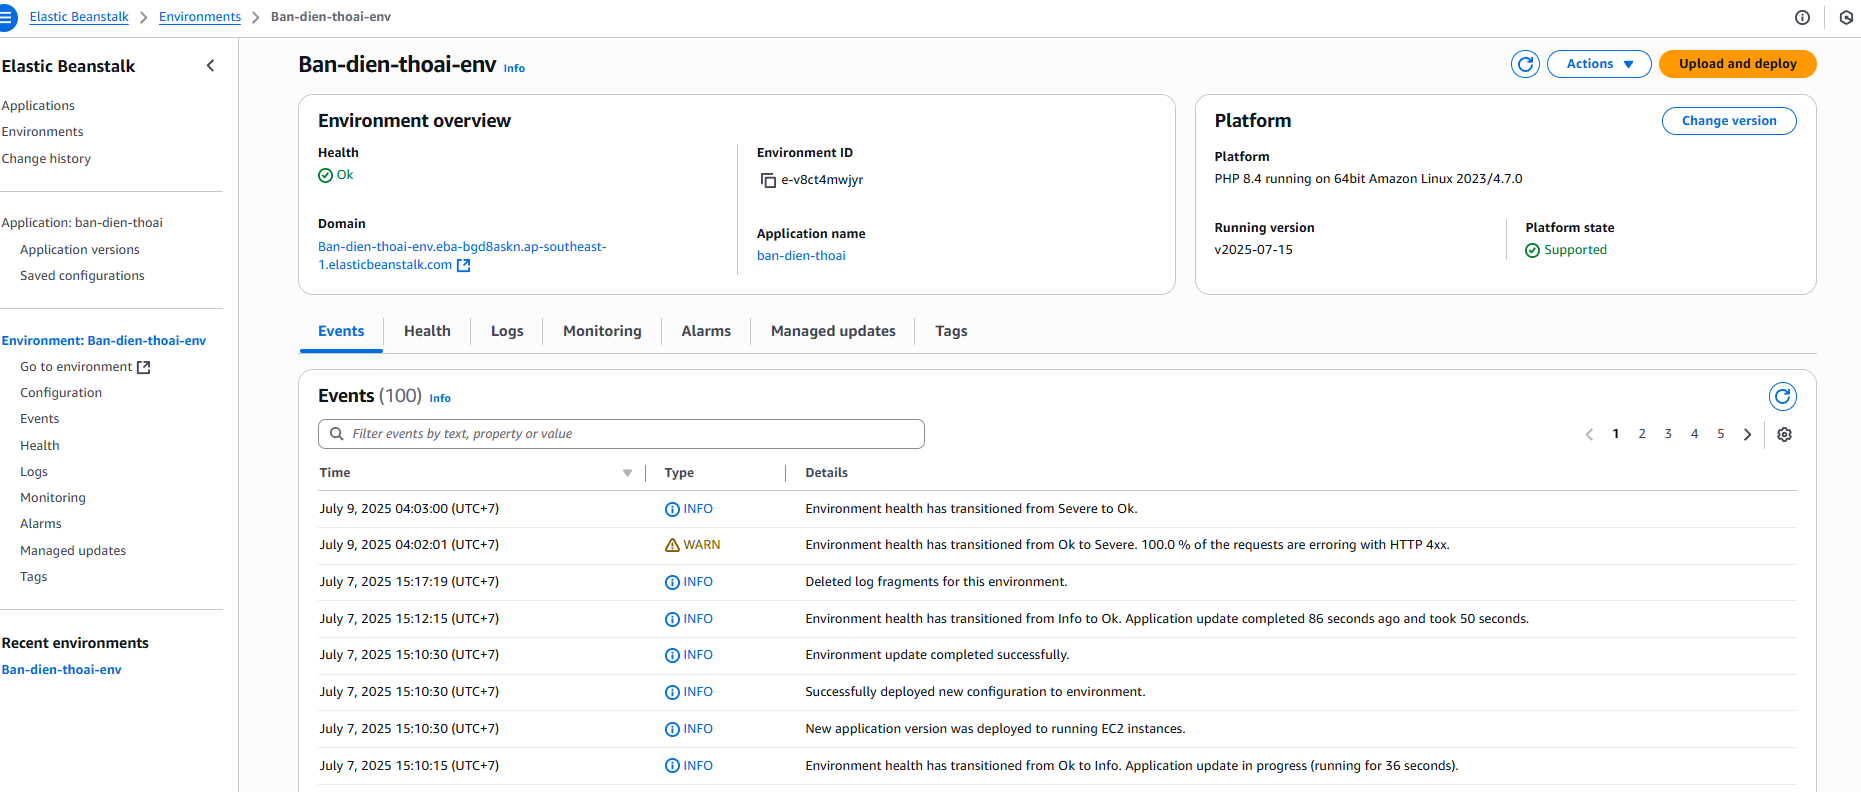 Elastic Beanstalk > Environments > Ban-dien-thoai-env
Elastic Beanstalk
Applications
Environments
Change history
Application: ban-dien-thoai
Application versions
Saved configurations
Environment: Ban-dien-thoai-env
Go to environment
Configuration
Events
Health
Logs
Monitoring
Alarms
Managed updates
Tags
Recent environments
Ban-dien-thoai-env
Ban-dien-thoai-env Info
Actions
Upload and deploy
Environment overview
Health
Ok
Domain
Ban-dien-thoai-env.eba-bgd8askn.ap-southeast-
1.elasticbeanstalk.com
Environment ID
e-v8ct4mwjyr
Application name
ban-dien-thoai
Platform
Change version
Platform
PHP 8.4 running on 64bit Amazon Linux 2023/4.7.0
Running version
v2025-07-15
Platform state
Supported
Events Health Logs Monitoring Alarms Managed updates Tags
Events (100) Info
Filter events by text, property or value
1 2 3 4 5
Time Type Details
July 9, 2025 04:03:00 (UTC+7) INFO Environment health has transitioned from Severe to Ok.
July 9, 2025 04:02:01 (UTC+7) WARN Environment health has transitioned from Ok to Severe. 100.0 % of the requests are erroring with HTTP 4xx.
July 7, 2025 15:17:19 (UTC+7) INFO Deleted log fragments for this environment.
July 7, 2025 15:12:15 (UTC+7) INFO Environment health has transitioned from Info to Ok. Application update completed 86 seconds ago and took 50 seconds.
July 7, 2025 15:10:30 (UTC+7) INFO Environment update completed successfully.
July 7, 2025 15:10:30 (UTC+7) INFO Successfully deployed new configuration to environment.
July 7, 2025 15:10:30 (UTC+7) INFO New application version was deployed to running EC2 instances.
July 7, 2025 15:10:15 (UTC+7) INFO Environment health has transitioned from Ok to Info. Application update in progress (running for 36 seconds).